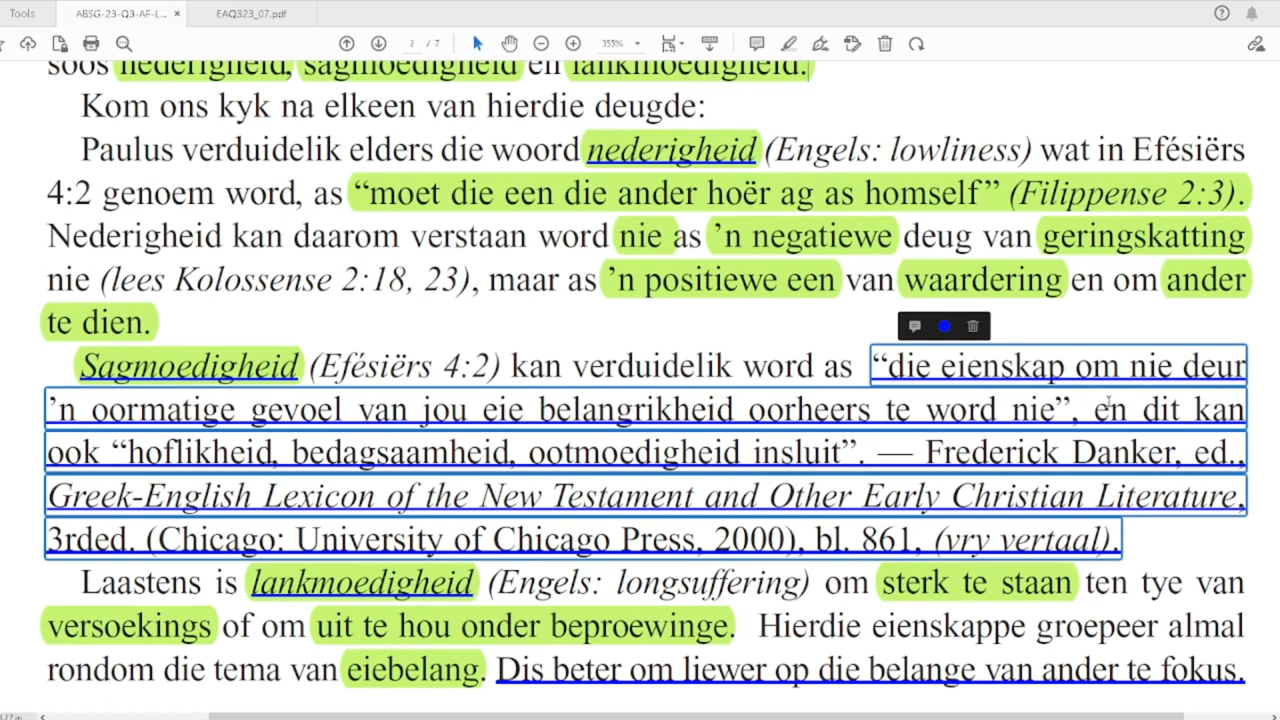 Tools
ABSG-23-Q3-AF-L... ×
EAQ323_07.pdf
2 / 7
355%
soos nederigheid, sagmoedigheid en lankmoedigheid.
Kom ons kyk na elkeen van hierdie deugde:
Paulus verduidelik elders die woord nederigheid (Engels: lowliness) wat in Efésiërs
4:2 genoem word, as “moet die een die ander hoër ag as homself” (Filippense 2:3).
Nederigheid kan daarom verstaan word nie as ’n negatiewe deug van geringskatting
nie (lees Kolossense 2:18, 23), maar as ’n positiewe een van waardering en om ander
te dien.
Sagmoedigheid (Efésiërs 4:2) kan verduidelik word as “die eienskap om nie deur
’n oormatige gevoel van jou eie belangrikheid oorheers te word nie”, en dit kan
ook “hoflikheid, bedagsaamheid, ootmoedigheid insluit”. — Frederick Danker, ed.,
Greek-English Lexicon of the New Testament and Other Early Christian Literature,
3rded. (Chicago: University of Chicago Press, 2000), bl. 861, (vry vertaal).
Laastens is lankmoedigheid (Engels: longsuffering) om sterk te staan ten tye van
versoekings of om uit te hou onder beproewinge. Hierdie eienskappe groepeer almal
rondom die tema van eiebelang. Dis beter om liewer op die belange van ander te fokus.